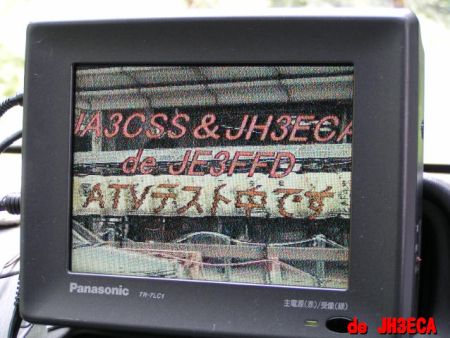 JA3CSS & JH3ECA
de JE3FFD
ATVテスト中です
Panasonic TR-7LC1
主電源(赤)/受像(緑)
de JH3ECA